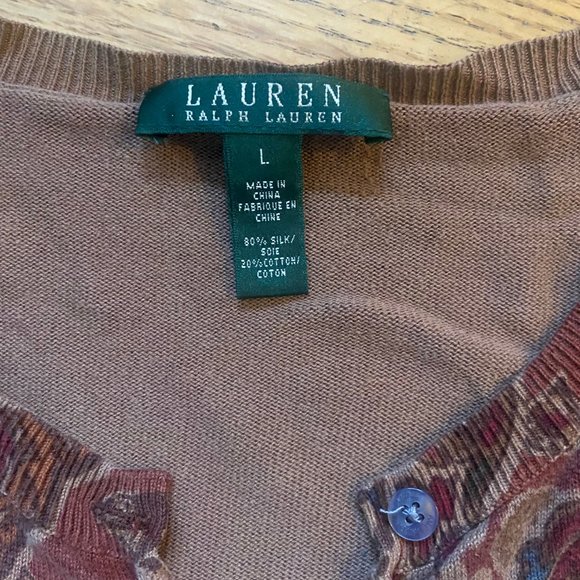 LAUREN
RALPH LAUREN
L
MADE IN
CHINA
FABRIQUE EN
CHINE
80% SILK/
SOIE
20%COTTON/
COTON